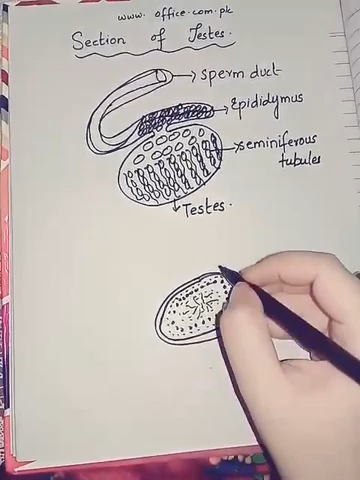 www. office.com.pk
Section of Testes.
sperm duct
Epididymus
seminiferous
tubules
Testes.